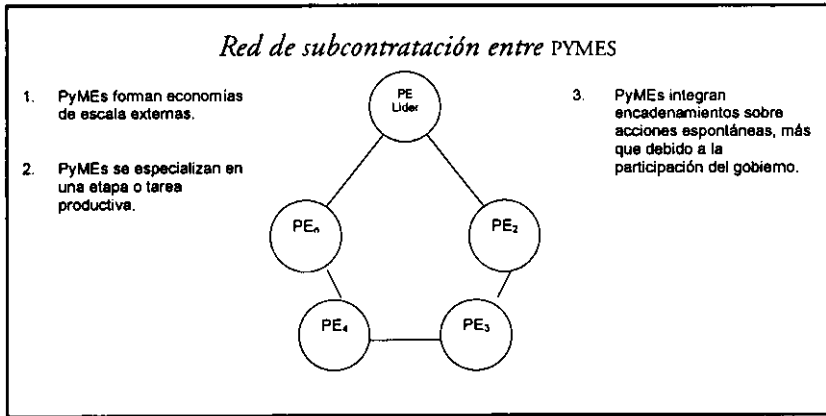 Red de subcontratación entre PYMES
1. PyMEs forman economías
de escala externas.
2. PyMEs se especializan en
una etapa o tarea
productiva.
PE
Lider
3. PyMEs integran
encadenamientos sobre
acciones espontáneas, más
que debido a la
participación del gobierno.
PEₙ
PE₂
PE₄
PE₃